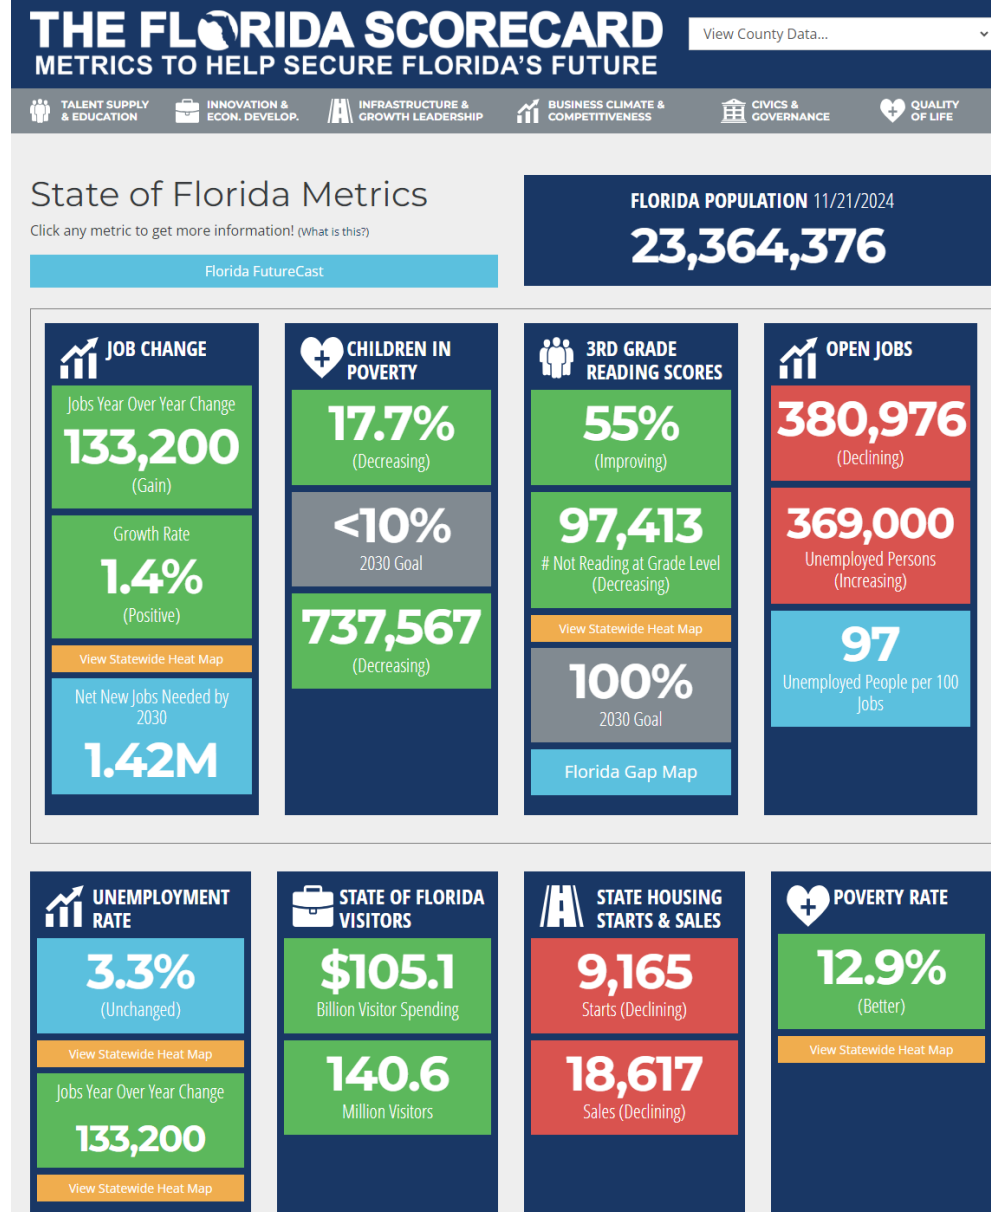 THE FLORIDA SCORECARD
METRICS TO HELP SECURE FLORIDA'S FUTURE
View County Data...
TALENT SUPPLY
& EDUCATION
INNOVATION &
ECON. DEVELOP.
INFRASTRUCTURE &
GROWTH LEADERSHIP
BUSINESS CLIMATE &
COMPETITIVENESS
CIVICS &
GOVERNANCE
QUALITY
OF LIFE
State of Florida Metrics
Click any metric to get more information! (What is this?)
Florida FutureCast
FLORIDA POPULATION 11/21/2024
23,364,376
JOB CHANGE
Jobs Year Over Year Change
133,200
(Gain)
Growth Rate
1.4%
(Positive)
View Statewide Heat Map
Net New Jobs Needed by
2030
1.42M
CHILDREN IN
POVERTY
17.7%
(Decreasing)
<10%
2030 Goal
737,567
(Decreasing)
3RD GRADE
READING SCORES
55%
(Improving)
97,413
# Not Reading at Grade Level
(Decreasing)
View Statewide Heat Map
100%
2030 Goal
Florida Gap Map
OPEN JOBS
380,976
(Declining)
369,000
Unemployed Persons
(Increasing)
97
Unemployed People per 100
Jobs
UNEMPLOYMENT
RATE
3.3%
(Unchanged)
View Statewide Heat Map
Jobs Year Over Year Change
133,200
View Statewide Heat Map
STATE OF FLORIDA
VISITORS
$105.1
Billion Visitor Spending
140.6
Million Visitors
STATE HOUSING
STARTS & SALES
9,165
Starts (Declining)
18,617
Sales (Declining)
POVERTY RATE
12.9%
(Better)
View Statewide Heat Map